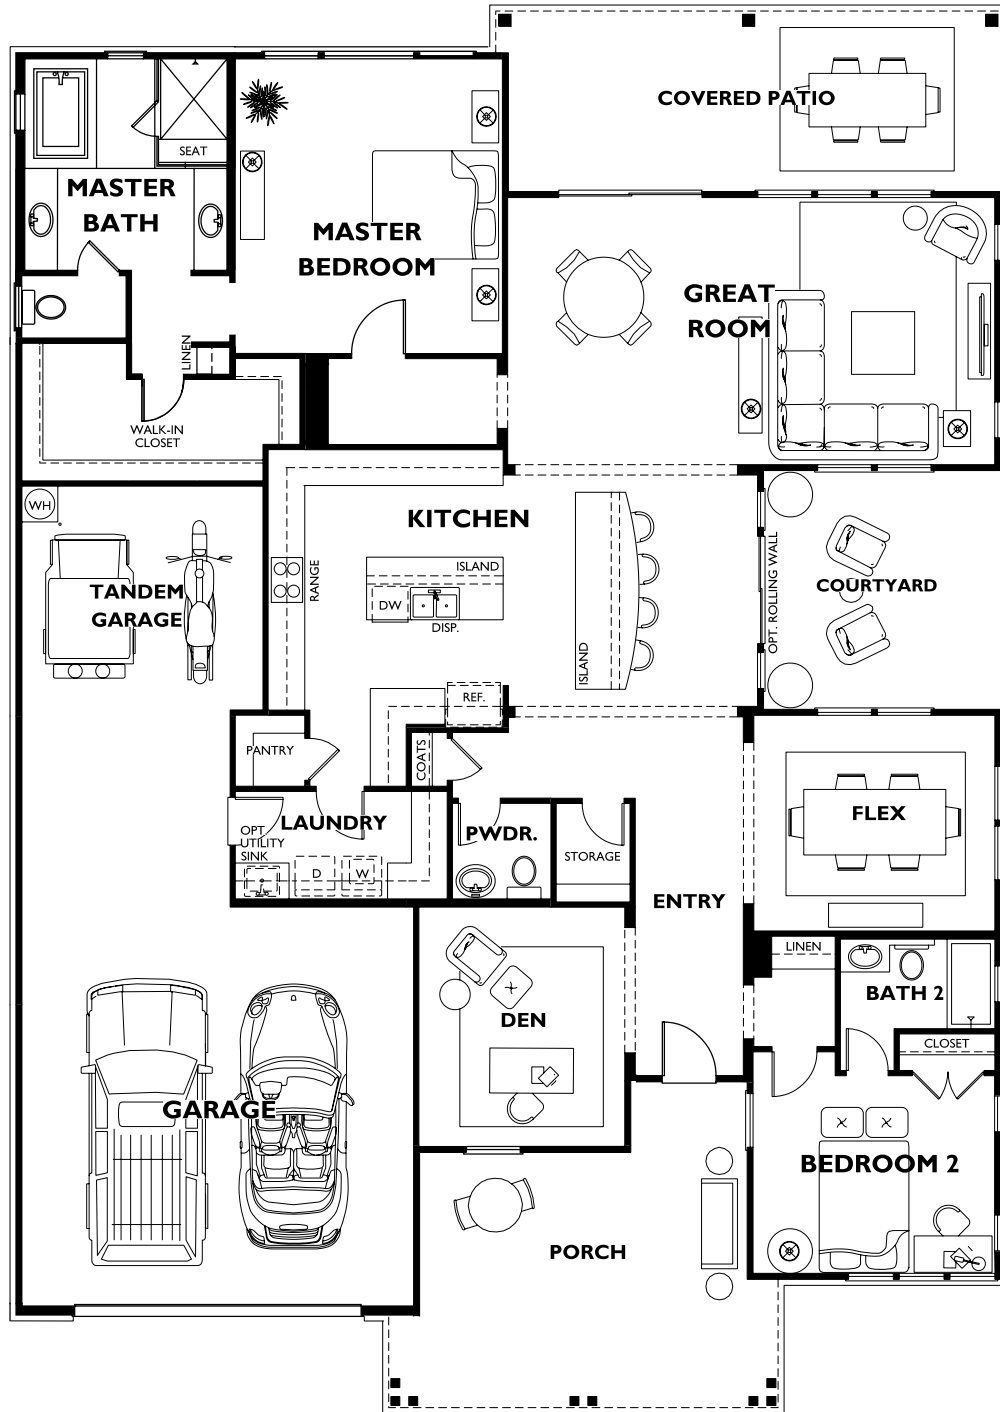 COVERED PATIO
SEAT
MASTER
BATH
MASTER
BEDROOM
GREAT
ROOM
LINEN
WALK-IN
CLOSET
WH
KITCHEN
TANDEM
GARAGE
RANGE
ISLAND
DW
DISP.
ISLAND
OPT. ROLLING WALL
COURTYARD
REF.
PANTRY
COATS
LAUNDRY
OPT.
UTILITY
SINK
D
W
PWDR.
STORAGE
FLEX
ENTRY
LINEN
BATH 2
DEN
CLOSET
GARAGE
BEDROOM 2
PORCH